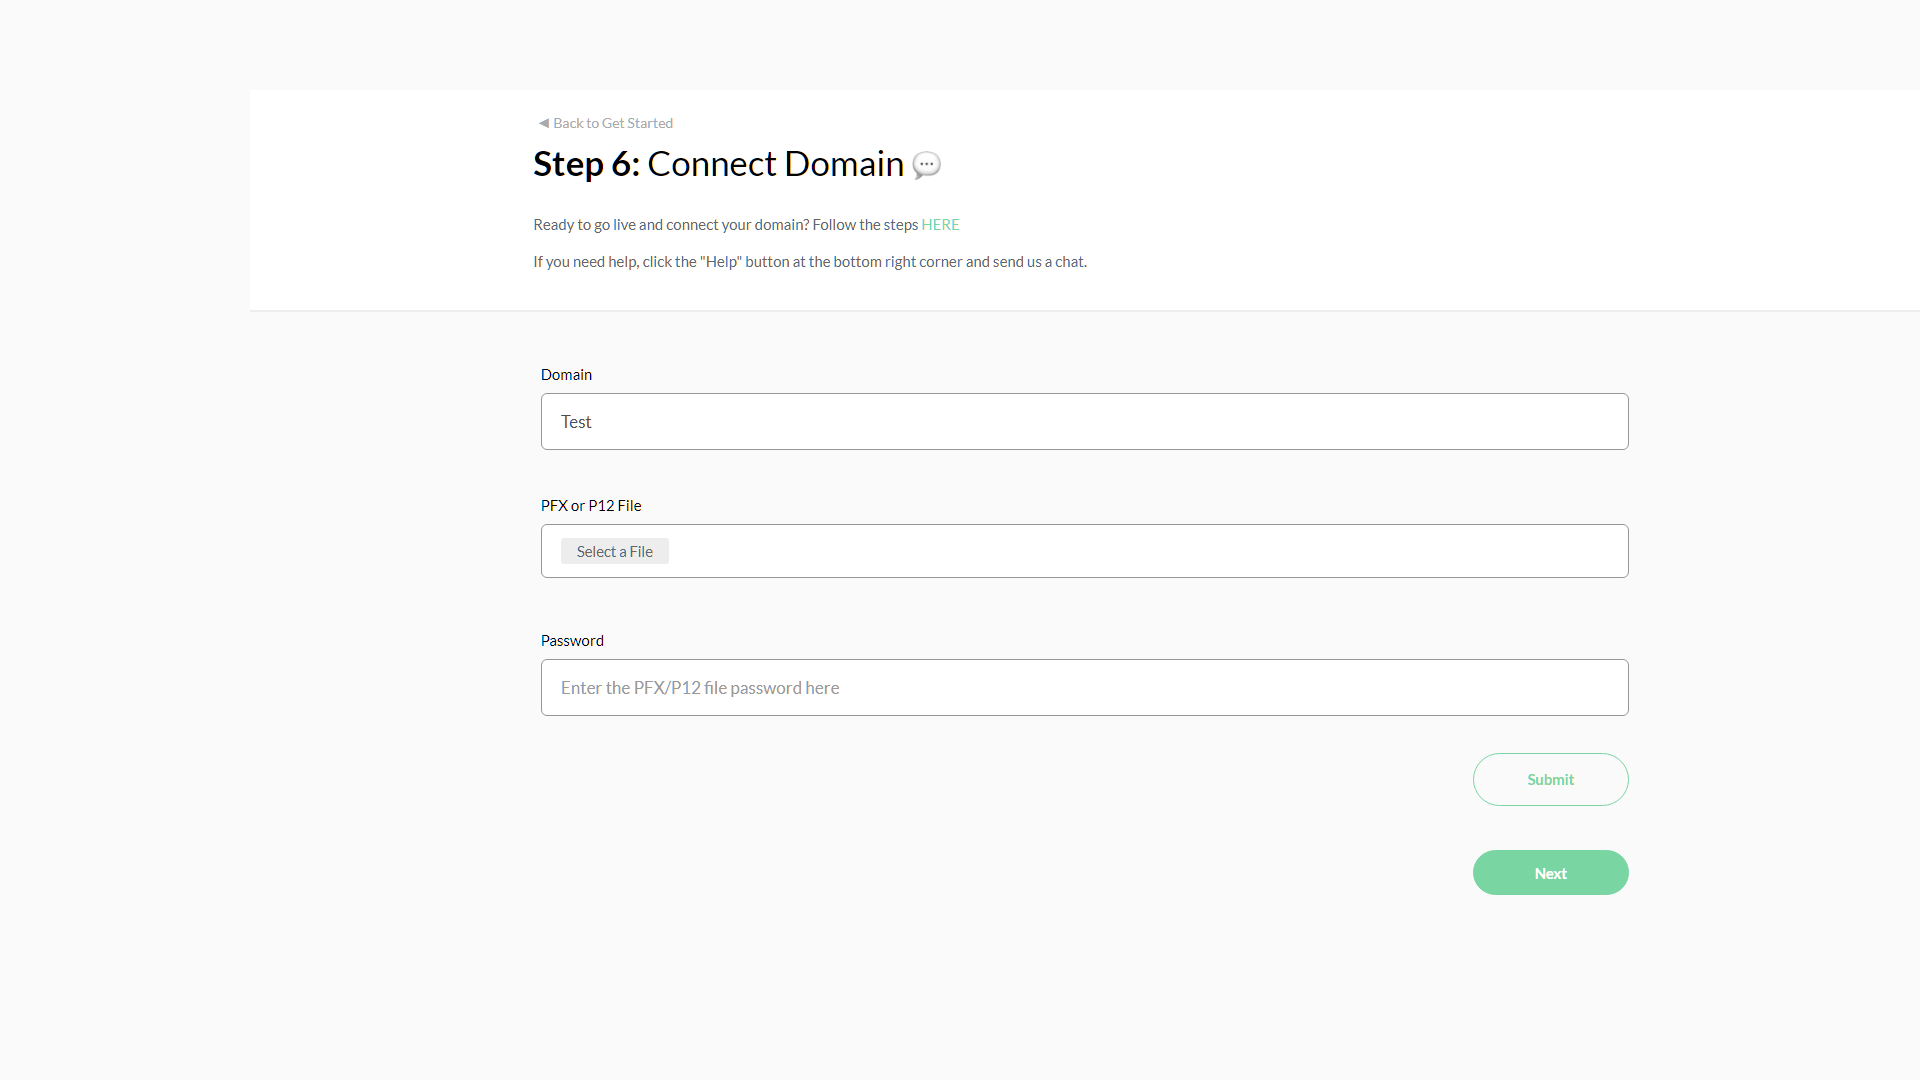 ◀ Back to Get Started
Step 6: Connect Domain 💬
Ready to go live and connect your domain? Follow the steps HERE
If you need help, click the "Help" button at the bottom right corner and send us a chat.
Domain
Test
PFX or P12 File
Select a File
Password
Enter the PFX/P12 file password here
Submit
Next